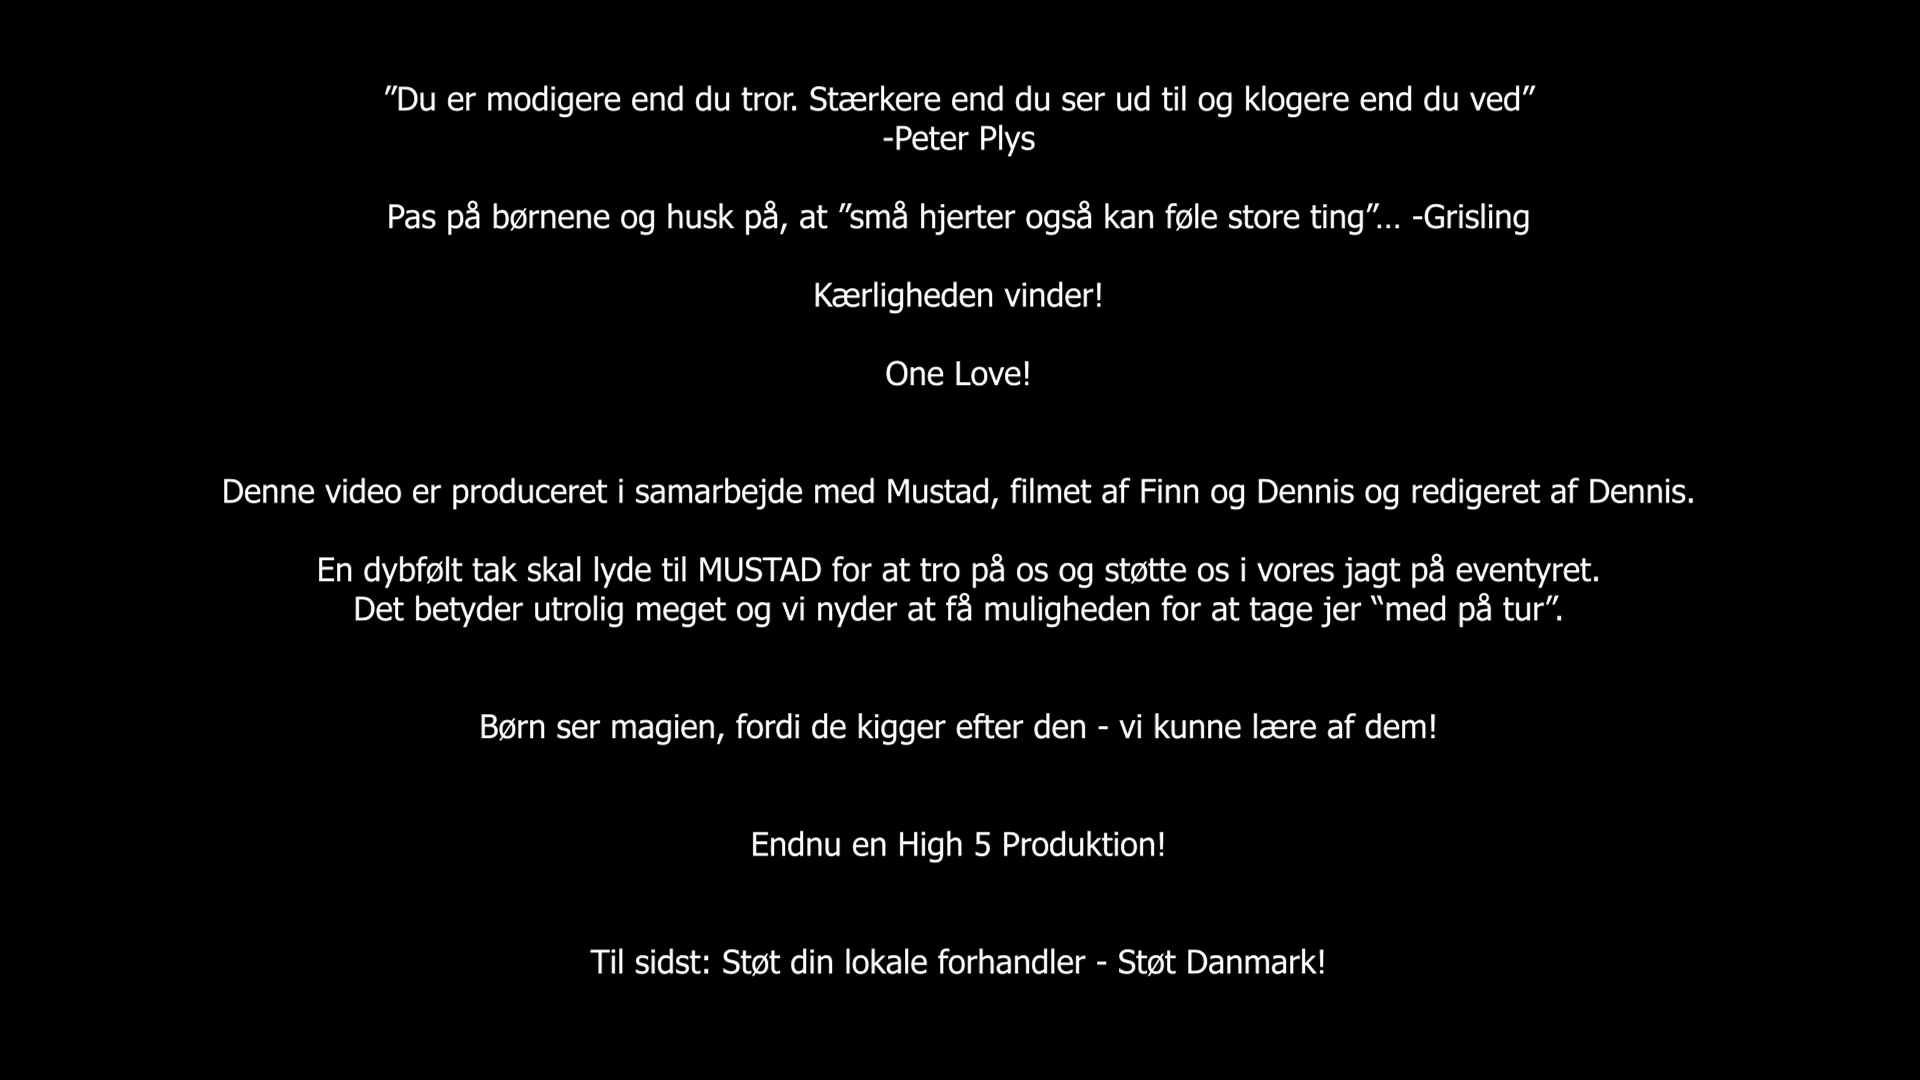 ”Du er modigere end du tror. Stærkere end du ser ud til og klogere end du ved”
-Peter Plys
Pas på børnene og husk på, at ”små hjerter også kan føle store ting”... -Grisling
Kærligheden vinder!
One Love!
Denne video er produceret i samarbejde med Mustad, filmet af Finn og Dennis og redigeret af Dennis.
En dybfølt tak skal lyde til MUSTAD for at tro på os og støtte os i vores jagt på eventyret.
Det betyder utrolig meget og vi nyder at få muligheden for at tage jer “med på tur”.
Børn ser magien, fordi de kigger efter den - vi kunne lære af dem!
Endnu en High 5 Produktion!
Til sidst: Støt din lokale forhandler - Støt Danmark!